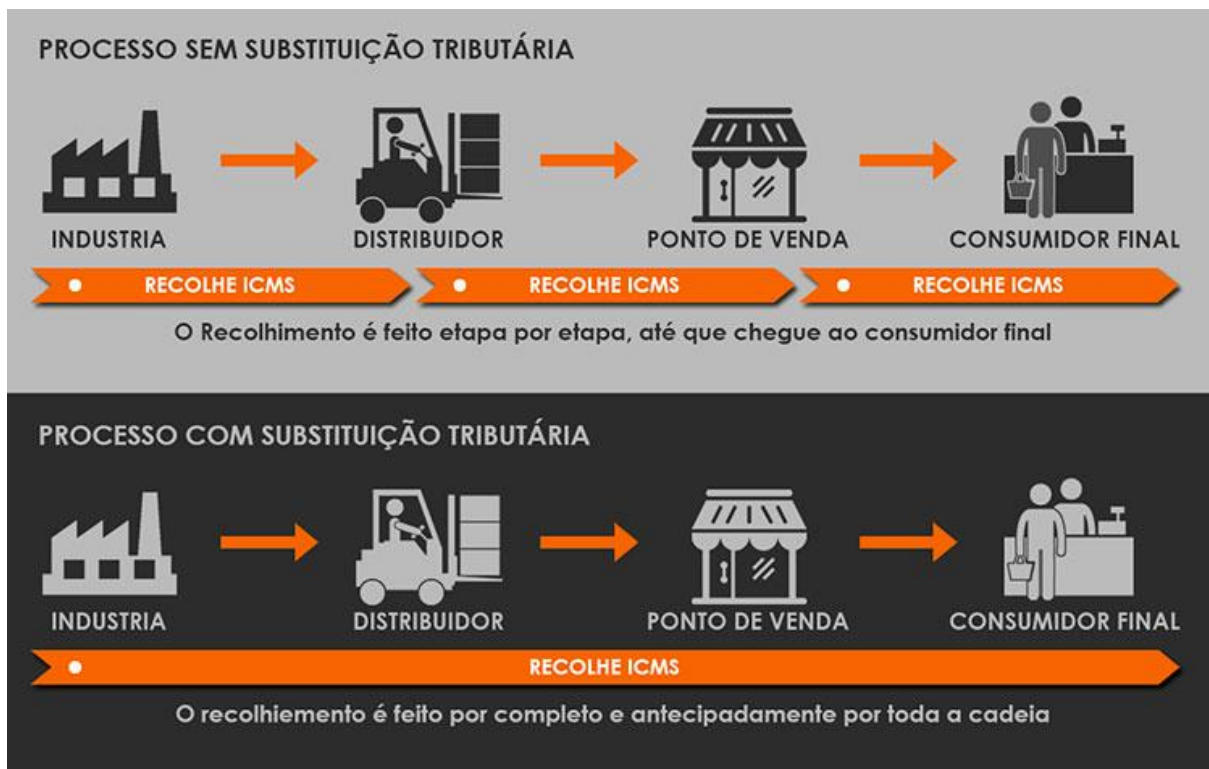 PROCESSO SEM SUBSTITUIÇÃO TRIBUTÁRIA
INDUSTRIA DISTRIBUIDOR PONTO DE VENDA CONSUMIDOR FINAL
RECOLHE ICMS RECOLHE ICMS RECOLHE ICMS
O Recolhimento é feito etapa por etapa, até que chegue ao consumidor final
PROCESSO COM SUBSTITUIÇÃO TRIBUTÁRIA
INDUSTRIA DISTRIBUIDOR PONTO DE VENDA CONSUMIDOR FINAL
RECOLHE ICMS
O recolhiemento é feito por completo e antecipadamente por toda a cadeia